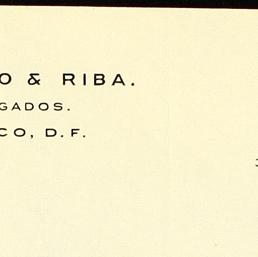 O & RIBA.
GADOS.
CO, D. F.